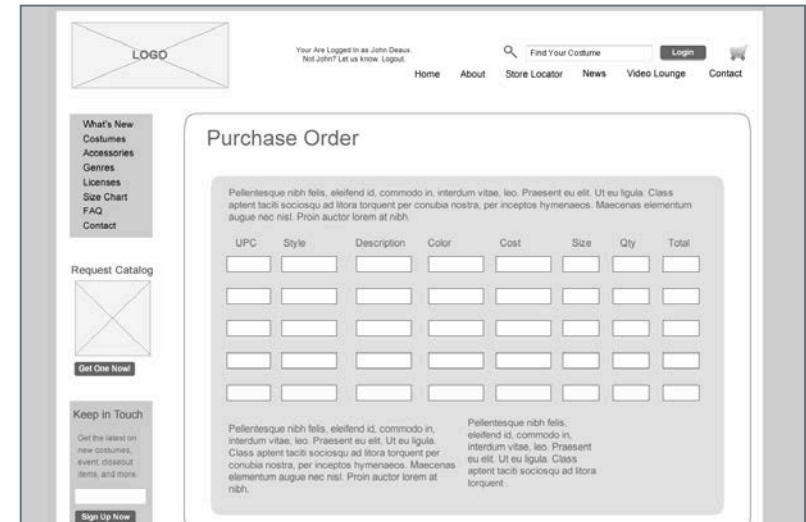 LOGO
Your Are Logged In as John Deaux.
Not John? Let us know. Logout.
Find Your Costume
Login
Home About Store Locator News Video Lounge Contact
What's New
Costumes
Accessories
Genres
Licenses
Size Chart
FAQ
Contact
Request Catalog
Get One Now!
Keep in Touch
Get the latest on
new costumes,
event, closeout
items, and more.
Sign Up Now
Purchase Order
Pellentesque nibh felis, eleifend id, commodo in, interdum vitae, leo. Praesent eu elit. Ut eu ligula. Class
aptent taciti sociosqu ad litora torquent per conubia nostra, per inceptos hymenaeos. Maecenas elementum
augue nec nisl. Proin auctor lorem at nibh.
UPC Style Description Color Cost Size Qty Total
Pellentesque nibh felis, eleifend id, commodo in,
interdum vitae, leo. Praesent eu elit. Ut eu ligula.
Class aptent taciti sociosqu ad litora torquent per
conubia nostra, per inceptos hymenaeos. Maecenas
elementum augue nec nisl. Proin auctor lorem at
nibh.
Pellentesque nibh felis,
eleifend id, commodo in,
interdum vitae, leo. Praesent
eu elit. Ut eu ligula. Class
aptent taciti sociosqu ad litora
torquent .